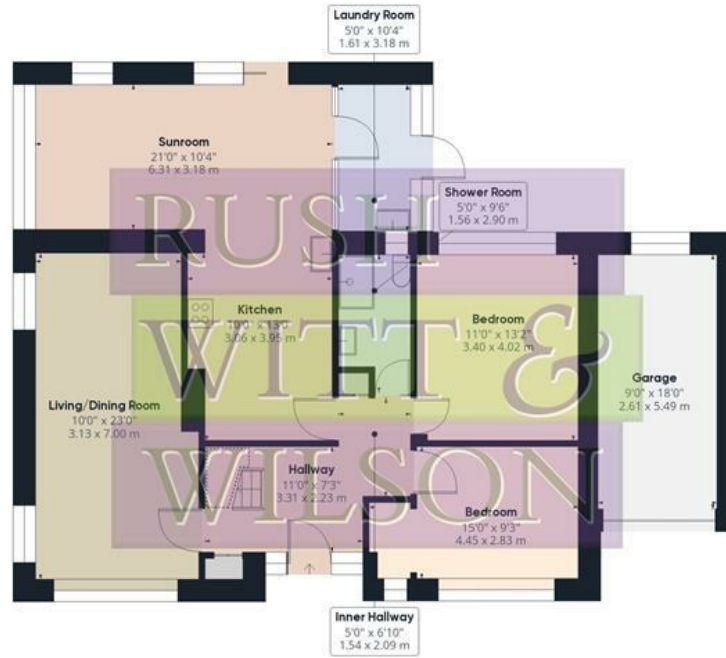 Laundry Room
5'0" x 10'4"
1.61 x 3.18 m
Sunroom
21'0" x 10'4"
6.31 x 3.18 m
Shower Room
5'0" x 9'6"
1.56 x 2.90 m
RUSH
WITT &
WILSON
Kitchen
10'0" x 13'0"
3.06 x 3.95 m
Bedroom
11'0" x 13'2"
3.40 x 4.02 m
Garage
9'0" x 18'0"
2.61 x 5.49 m
Living/Dining Room
10'0" x 23'0"
3.13 x 7.00 m
Hallway
11'0" x 7'3"
3.31 x 2.23 m
Bedroom
15'0" x 9'3"
4.45 x 2.83 m
Inner Hallway
5'0" x 6'10"
1.54 x 2.09 m